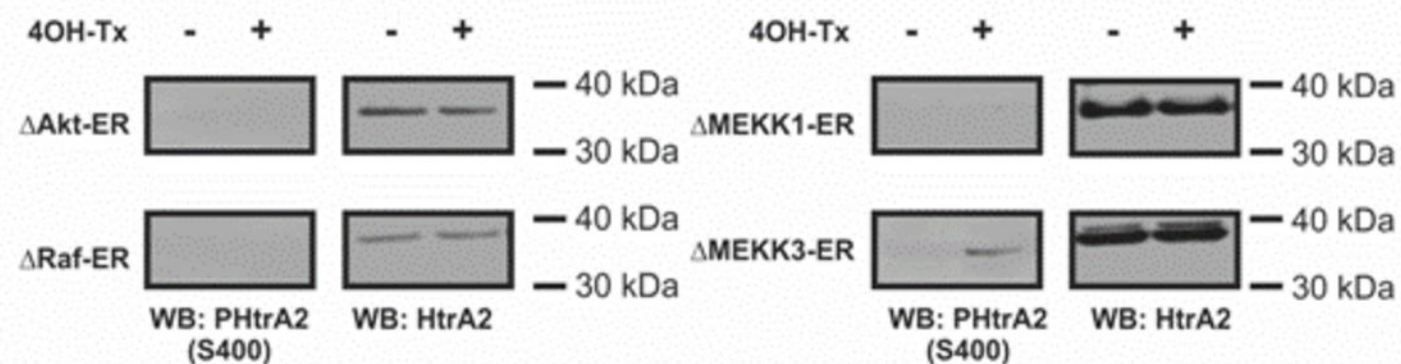 4OH-Tx - + - + 4OH-Tx - + - +
ΔAkt-ER 40 kDa ΔMEKK1-ER 40 kDa
30 kDa 30 kDa
ΔRaf-ER 40 kDa ΔMEKK3-ER 40 kDa
30 kDa 30 kDa
WB: PHtrA2 WB: HtrA2 WB: PHtrA2 WB: HtrA2
(S400) (S400)